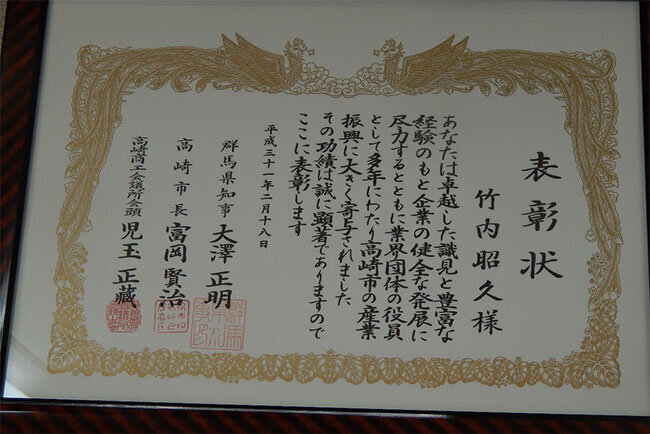 表彰状
竹内昭久様
あなたは卓越した識見と豊富な
経験のもと企業の健全な発展に
尽力するとともに業界団体の役員
として多年にわたり高崎市の産業
振興に大きく寄与されました
その功績は誠に顕著でありますので
ここに表彰します
平成三十一年二月十八日
群馬県知事 大澤正明
高崎市長 富岡賢治
高崎商工会議所会頭 児玉正藏